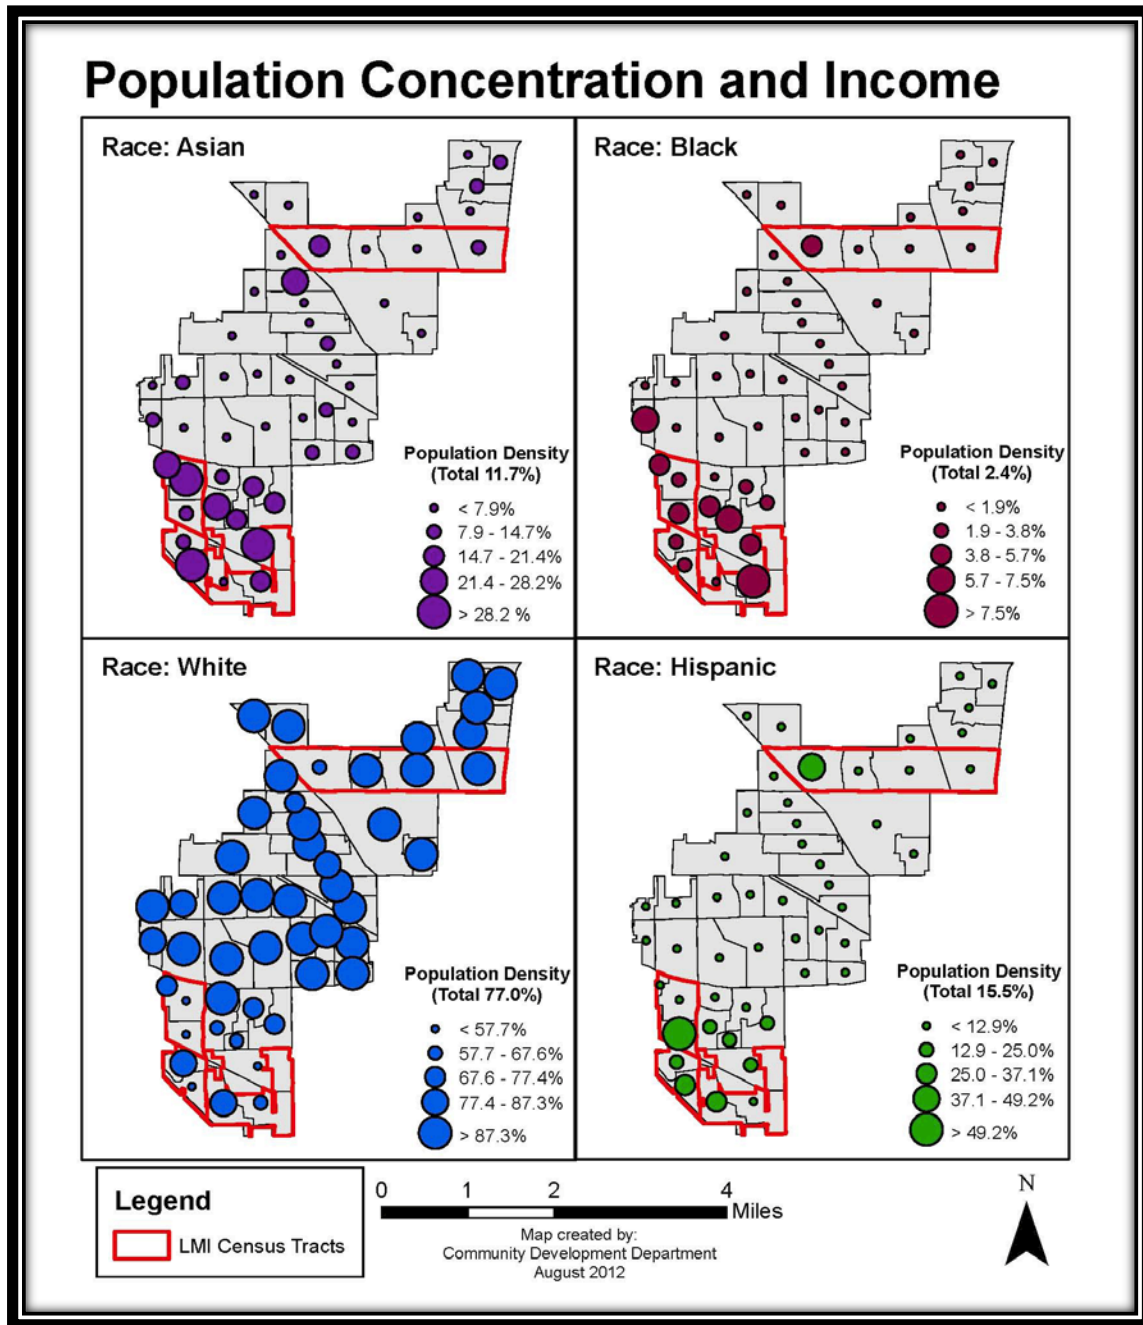 Population Concentration and Income
Race: Asian
Population Density
(Total 11.7%)
< 7.9%
7.9 - 14.7%
14.7 - 21.4%
21.4 - 28.2%
> 28.2 %
Race: Black
Population Density
(Total 2.4%)
< 1.9%
1.9 - 3.8%
3.8 - 5.7%
5.7 - 7.5%
> 7.5%
Race: White
Population Density
(Total 77.0%)
< 57.7%
57.7 - 67.6%
67.6 - 77.4%
77.4 - 87.3%
> 87.3%
Race: Hispanic
Population Density
(Total 15.5%)
< 12.9%
12.9 - 25.0%
25.0 - 37.1%
37.1 - 49.2%
> 49.2%
Legend
LMI Census Tracts
0 1 2 4
Miles
Map created by:
Community Development Department
August 2012
N